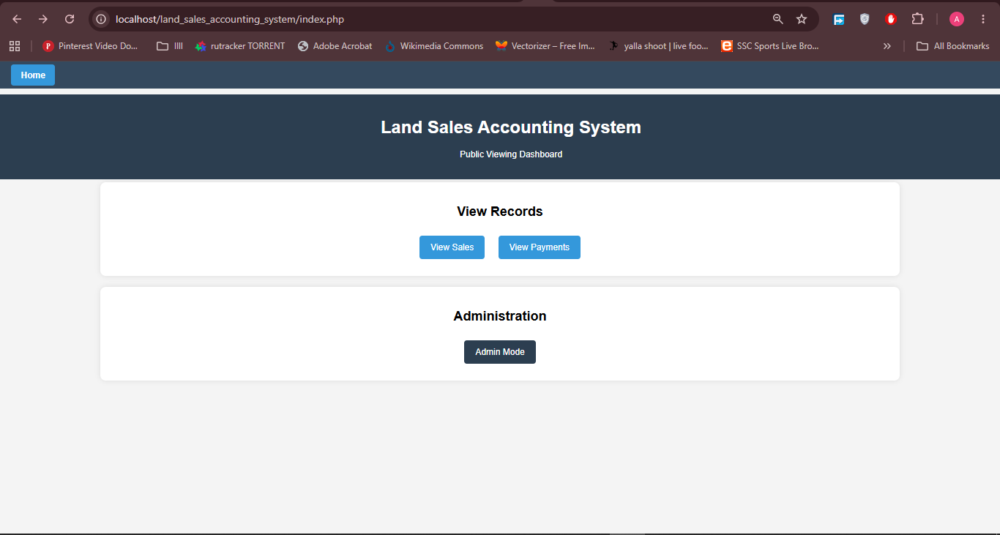 localhost/land_sales_accounting_system/index.php
A
P Pinterest Video Do... llll rutracker TORRENT Adobe Acrobat Wikimedia Commons Vectorizer – Free Im... yalla shoot | live foo... e SSC Sports Live Bro... » All Bookmarks
Home
Land Sales Accounting System
Public Viewing Dashboard
View Records
View Sales View Payments
Administration
Admin Mode